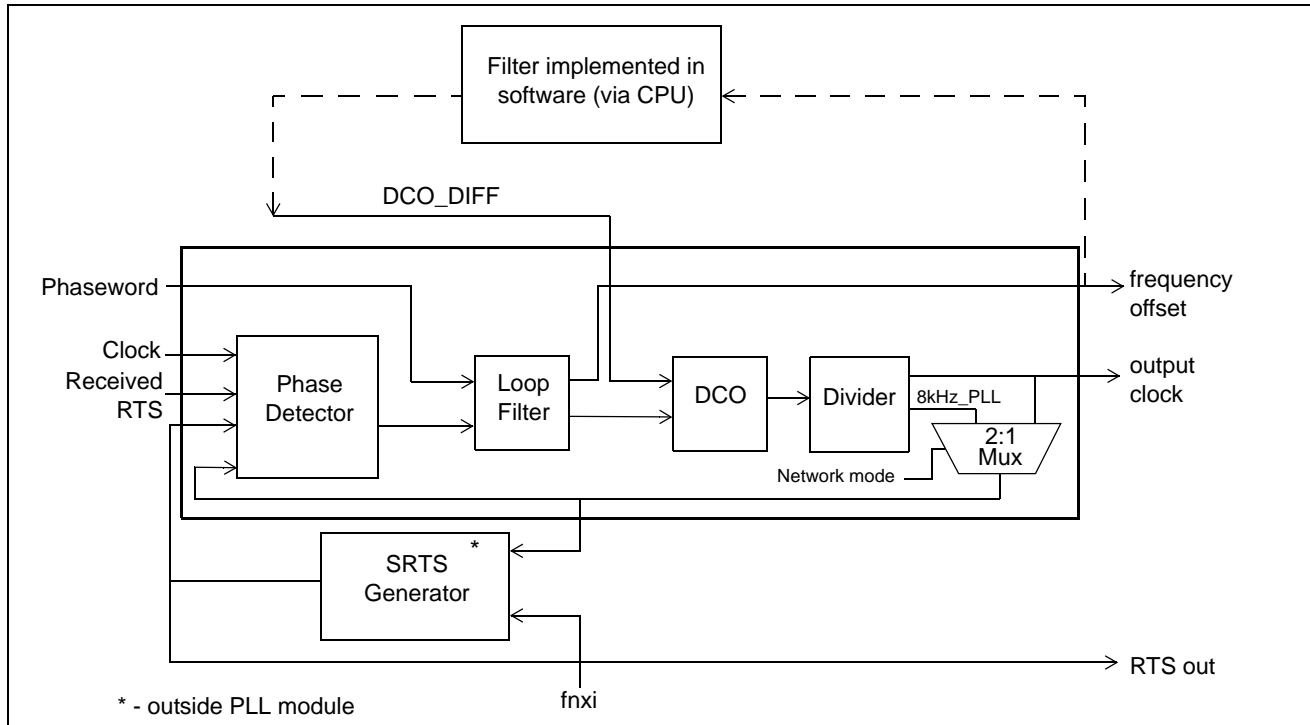 Filter implemented in
software (via CPU)
DCO_DIFF
Phaseword
frequency
offset
Clock
Received
RTS
Phase
Detector
Loop
Filter
DCO
Divider
8kHz_PLL
output
clock
2:1
Mux
Network mode
SRTS
Generator
*
RTS out
fnxi
* - outside PLL module